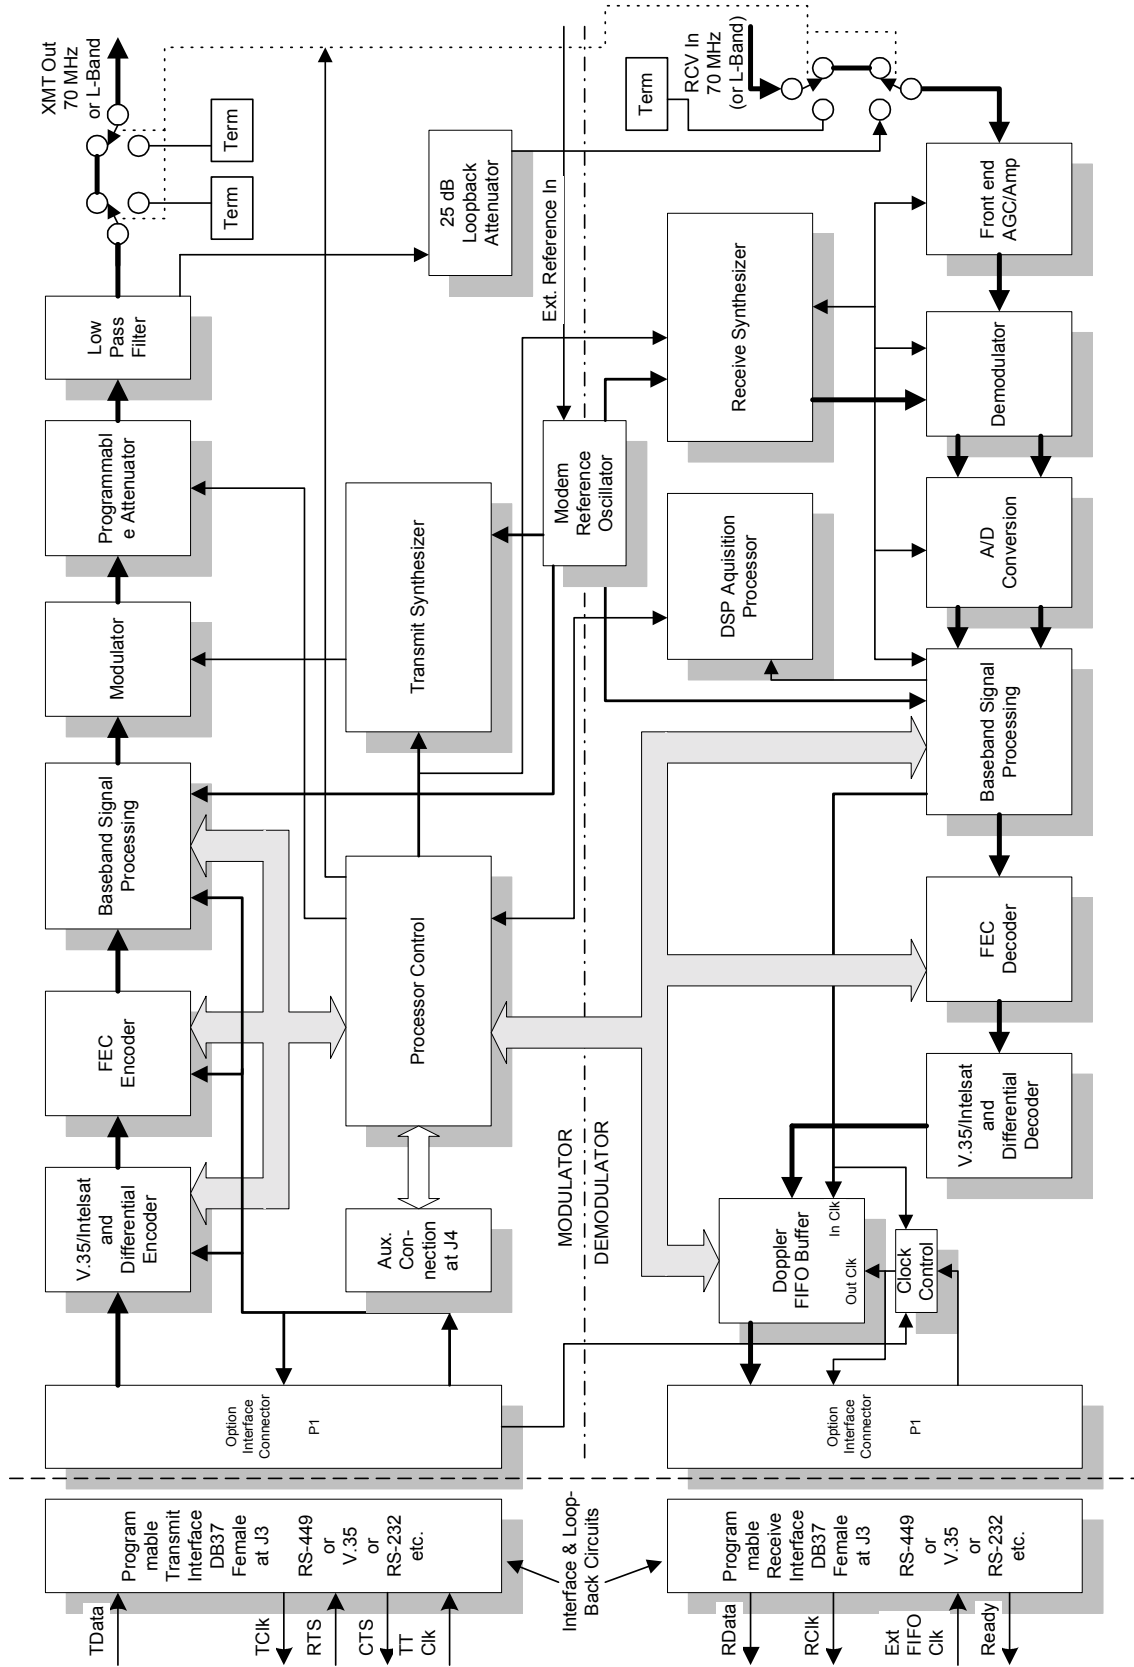 TData
TClk
RTS
CTS
TT
Clk
Program
mable
Transmit
Interface
DB37
Female
at J3
RS-449
or
V.35
or
RS-232
etc.
Option
Interface
Connector
P1
V.35/Intelsat
and
Differential
Encoder
FEC
Encoder
Baseband Signal
Processing
Modulator
Programmabl
e Attenuator
Low
Pass
Filter
XMT Out
70 MHz
or L-Band
Term
Term
Aux.
Con-
nection
at J4
Processor Control
Transmit Synthesizer
25 dB
Loopback
Attenuator
Interface & Loop-
Back Circuits
MODULATOR
DEMODULATOR
Modem
Reference
Oscillator
Ext. Reference In
RData
RClk
Ext
FIFO
Clk
Ready
Program
mable
Receive
Interface
DB37
Female
at J3
RS-449
or
V.35
or
RS-232
etc.
Option
Interface
Connector
P1
Doppler
FIFO Buffer
In Clk
Out Clk
Clock
Control
DSP Aquisition
Processor
Receive Synthesizer
Term
RCV In
70 MHz
(or L-Band)
V.35/Intelsat
and
Differential
Decoder
FEC
Decoder
Baseband Signal
Processing
A/D
Conversion
Demodulator
Front end
AGC/Amp